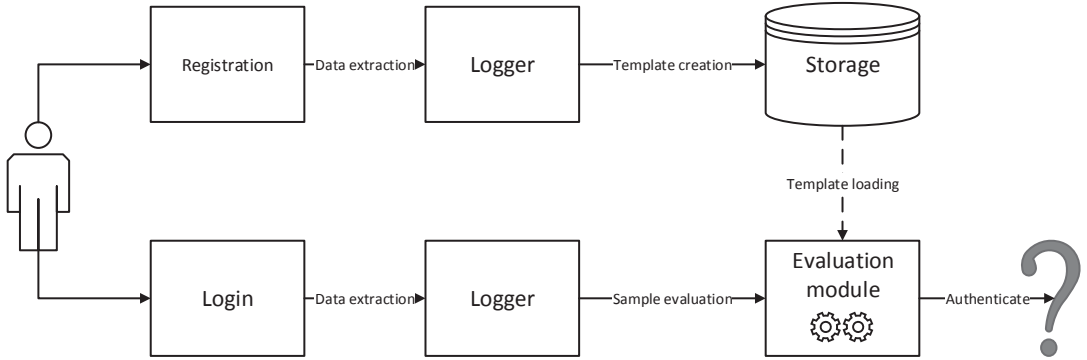 Registration
Data extraction
Logger
Template creation
Storage
Template loading
Login
Data extraction
Logger
Sample evaluation
Evaluation
module
Authenticate
?